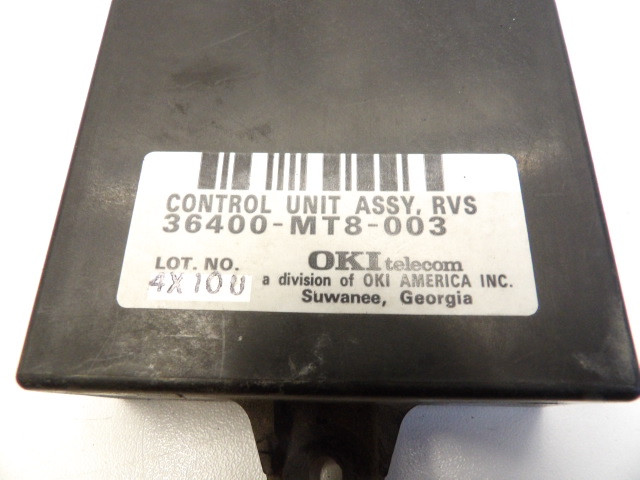 CONTROL UNIT ASSY, RVS
36400-MT8-003
LOT. NO. OKI telecom
4X10U a division of OKI AMERICA INC.
Suwanee, Georgia